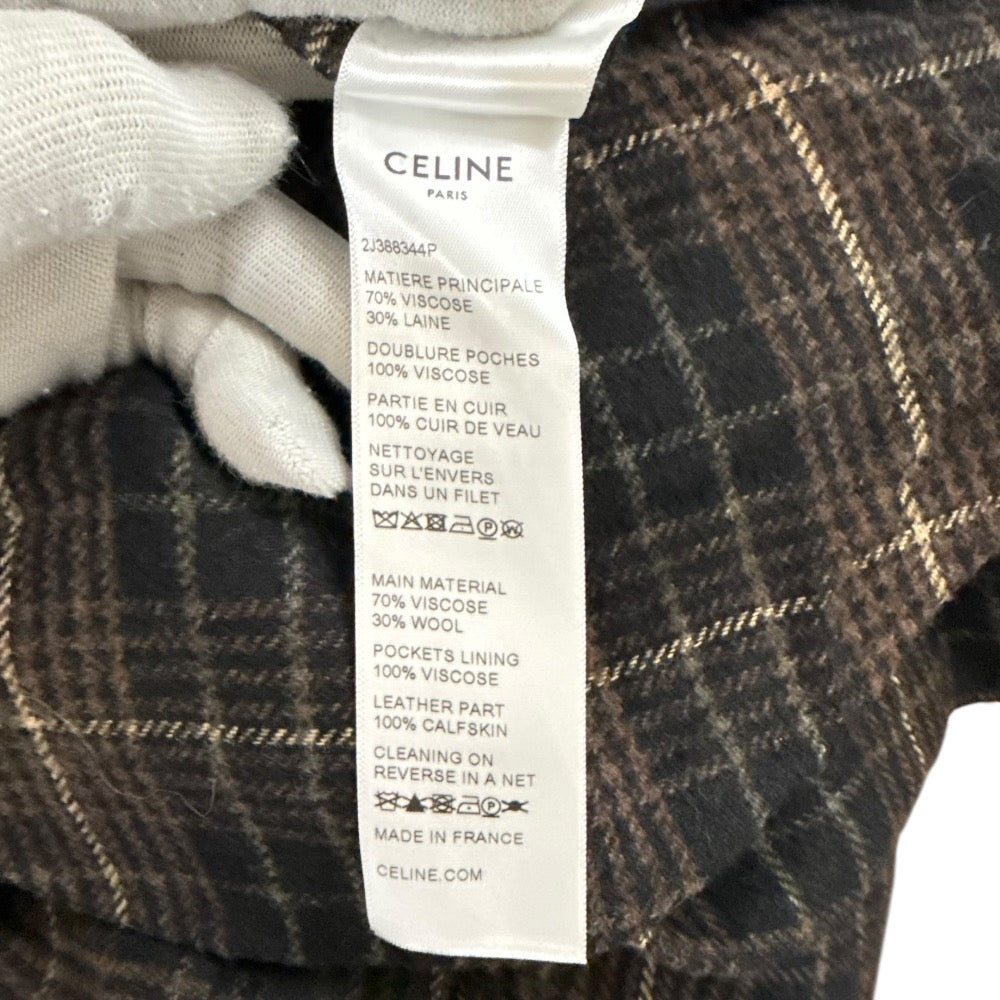 CELINE
PARIS
2J388344P
MATIERE PRINCIPALE
70% VISCOSE
30% LAINE
DOUBLURE POCHES
100% VISCOSE
PARTIE EN CUIR
100% CUIR DE VEAU
NETTOYAGE
SUR L'ENVERS
DANS UN FILET
MAIN MATERIAL
70% VISCOSE
30% WOOL
POCKETS LINING
100% VISCOSE
LEATHER PART
100% CALFSKIN
CLEANING ON
REVERSE IN A NET
MADE IN FRANCE
CELINE.COM